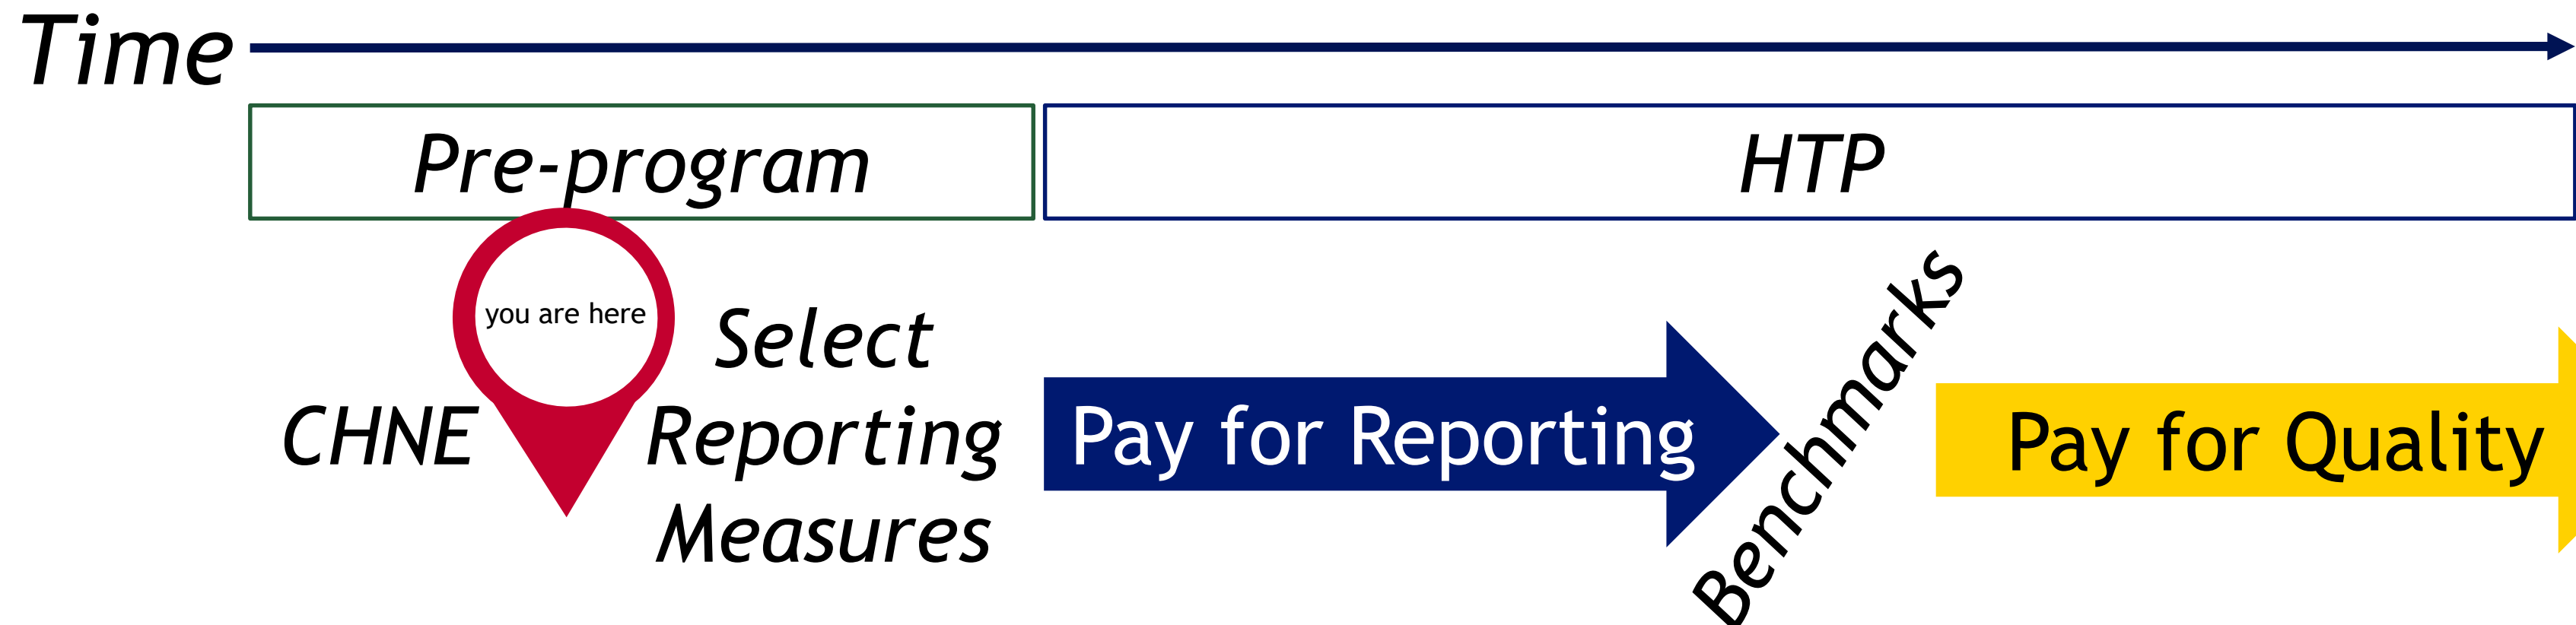 Time
Pre-program
HTP
you are here
CHNE
Select
Reporting
Measures
Pay for Reporting
Benchmarks
Pay for Quality